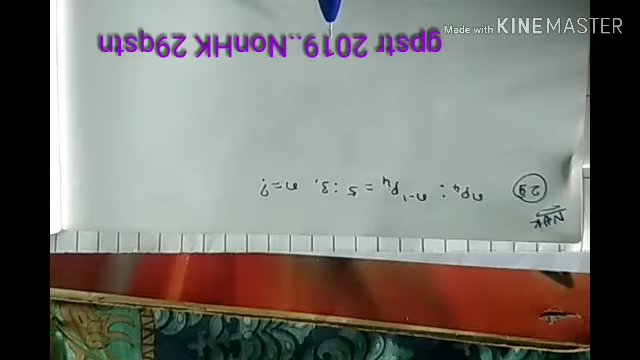 NHK
(29) nP₄ : n-1P₄ = 5:3, n=?
gpstr 2019..NonHK 29qstn
Made with KINEMASTER